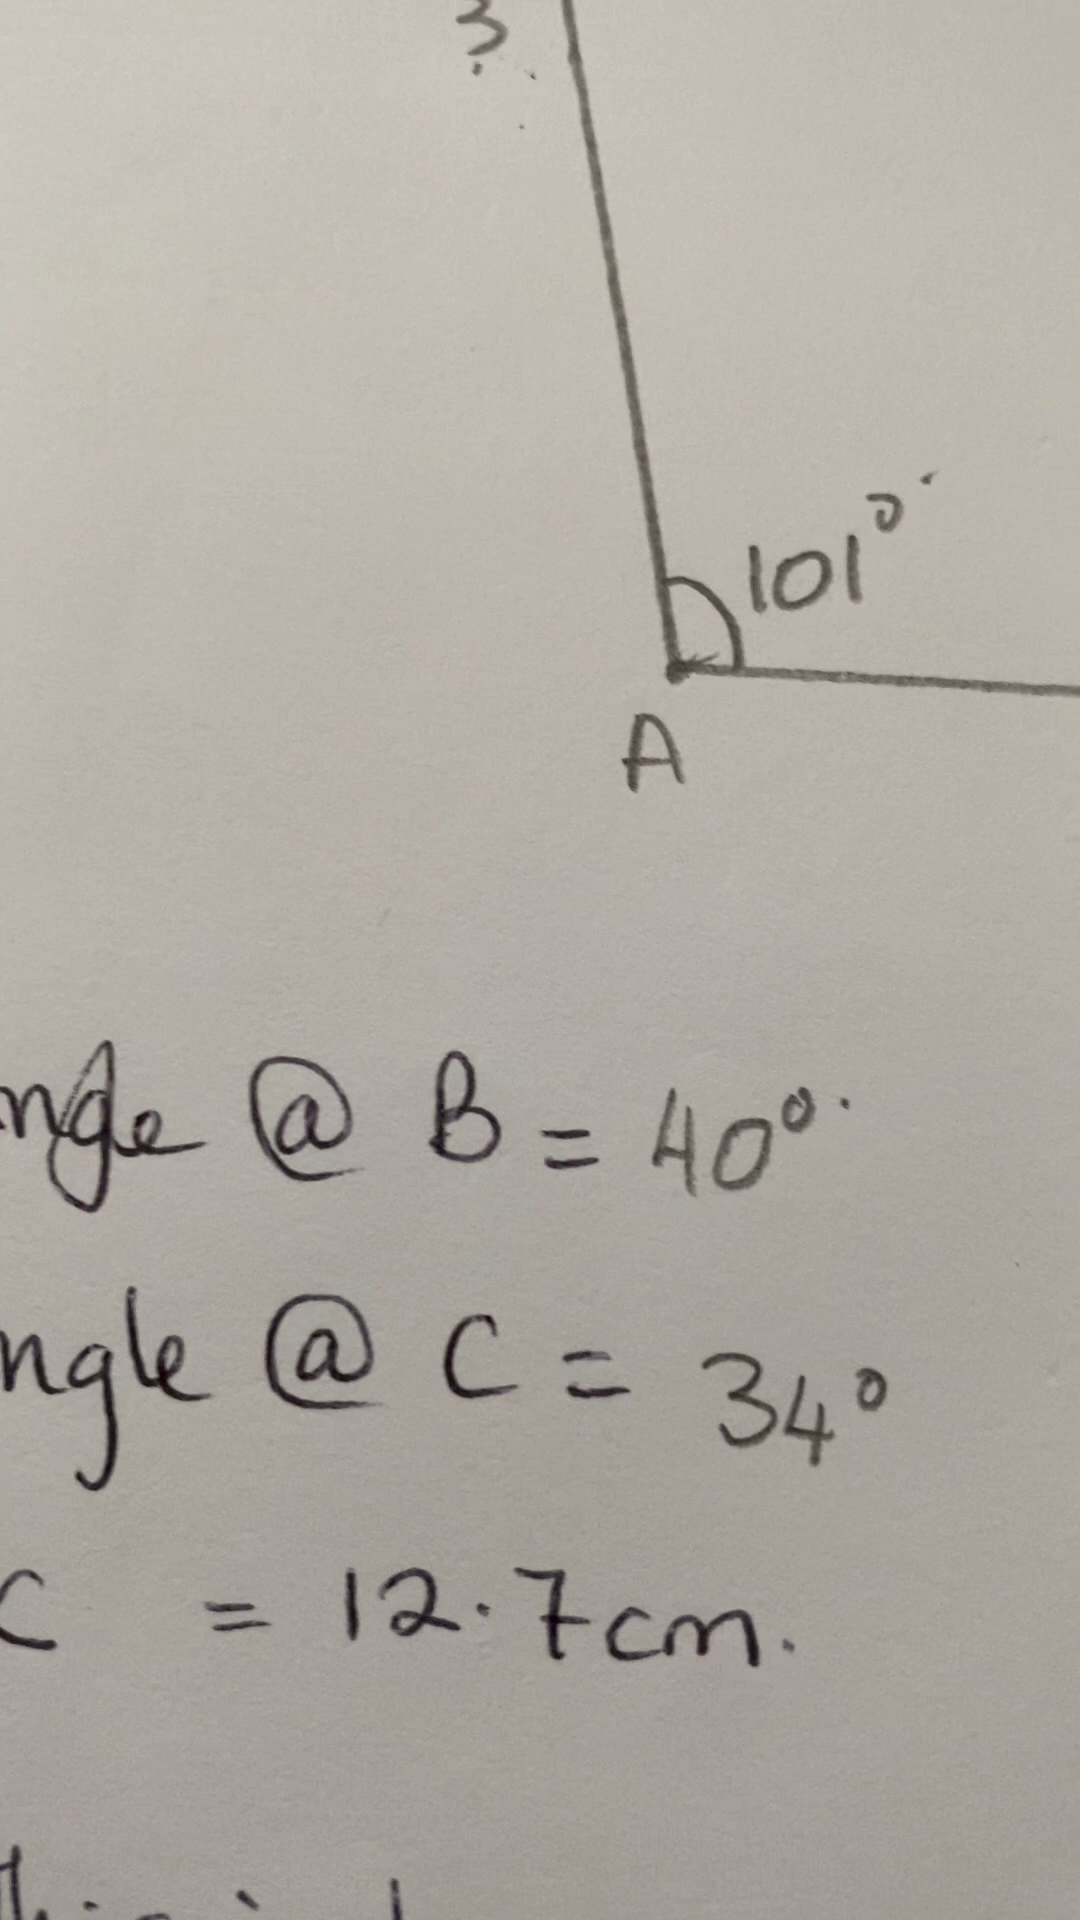 ?
101°
A
ngle @ B = 40°.
ngle @ C = 34°
C = 12.7cm.